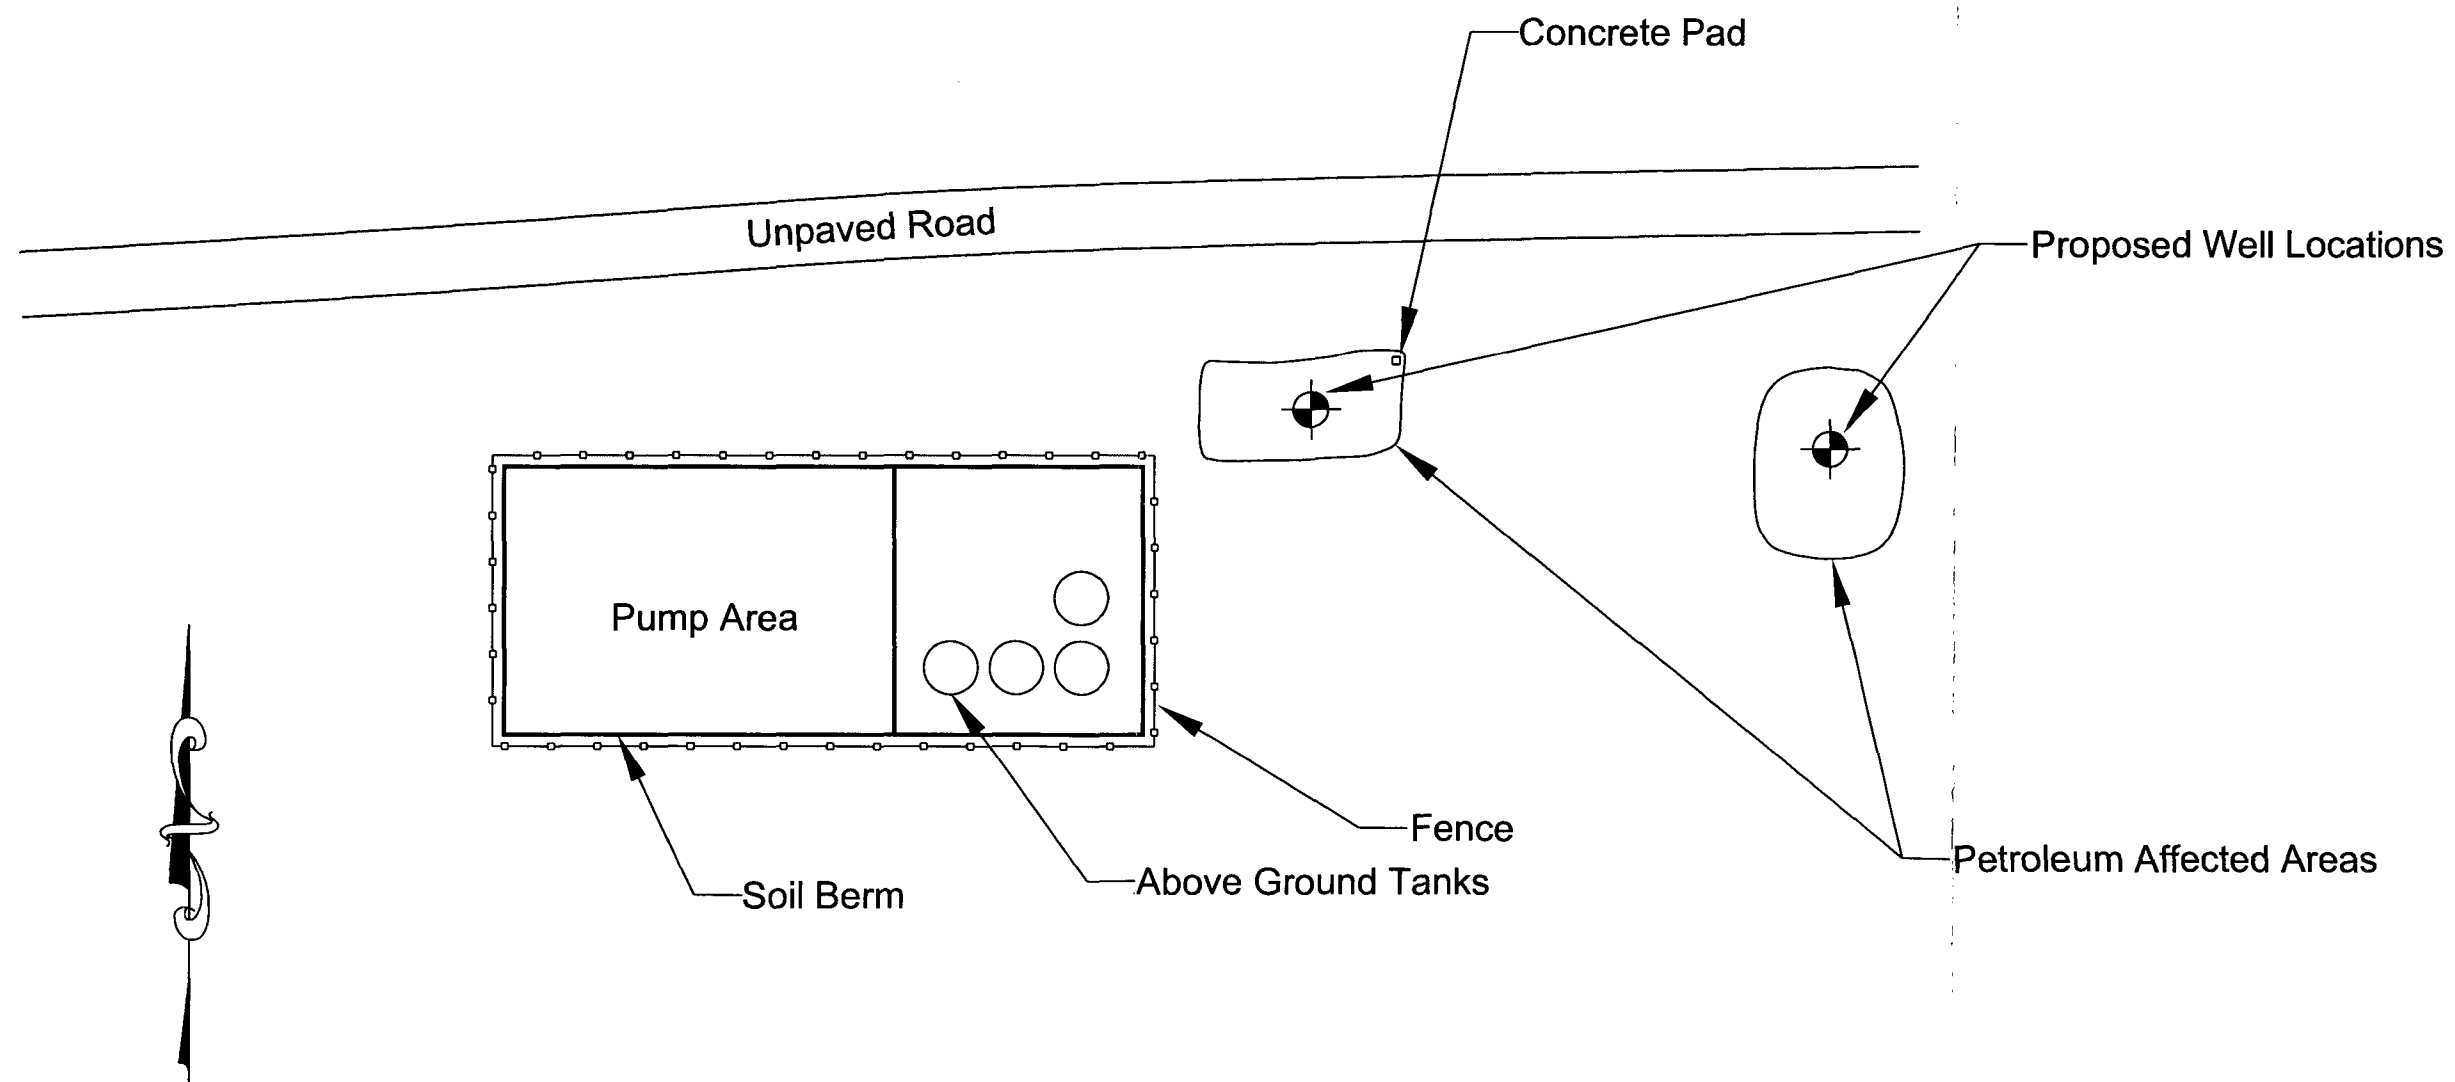 Concrete Pad
Unpaved Road
Proposed Well Locations
Pump Area
Fence
Petroleum Affected Areas
Above Ground Tanks
Soil Berm